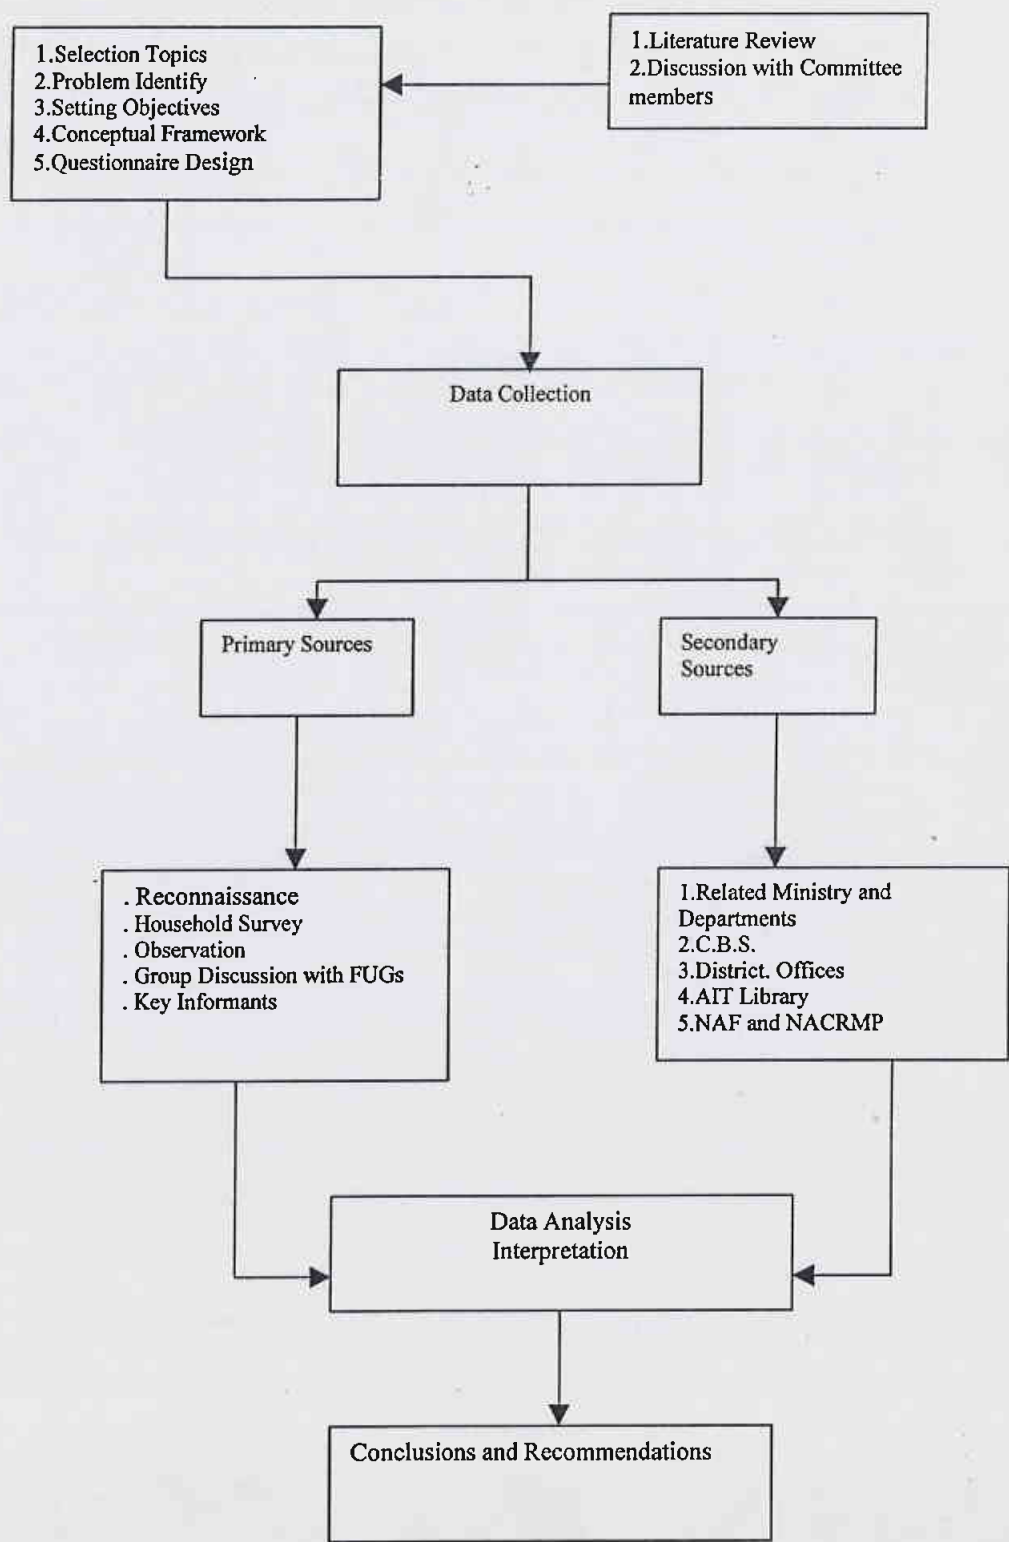 1.Selection Topics
2.Problem Identify
3.Setting Objectives
4.Conceptual Framework
5.Questionnaire Design
1.Literature Review
2.Discussion with Committee
members
Data Collection
Primary Sources
Secondary
Sources
. Reconnaissance
. Household Survey
. Observation
. Group Discussion with FUGs
. Key Informants
1.Related Ministry and
Departments
2.C.B.S.
3.District. Offices
4.AIT Library
5.NAF and NACRMP
Data Analysis
Interpretation
Conclusions and Recommendations